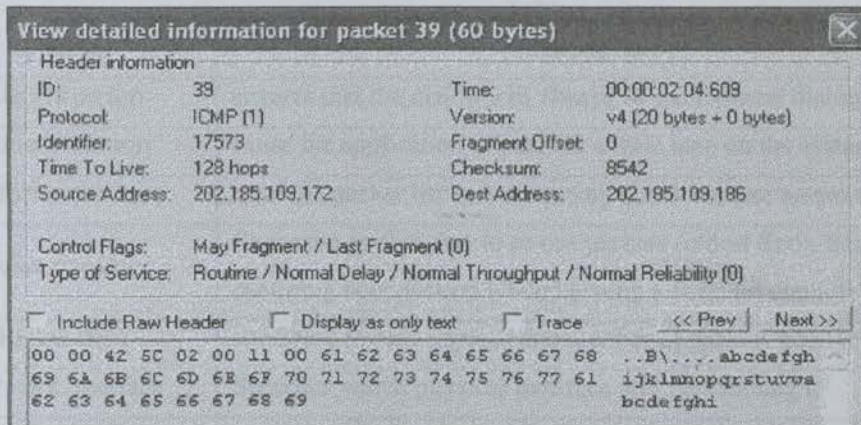 View detailed information for packet 39 (60 bytes)
Header information
ID: 39 Time: 00:00:02:04:609
Protocol: ICMP (1) Version: v4 (20 bytes + 0 bytes)
Identifier: 17573 Fragment Offset: 0
Time To Live: 128 hops Checksum: 8542
Source Address: 202.185.109.172 Dest Address: 202.185.109.186
Control Flags: May Fragment / Last Fragment (0)
Type of Service: Routine / Normal Delay / Normal Throughput / Normal Reliability (0)
Include Raw Header Display as only text Trace << Prev Next >>
00 00 42 5C 02 00 11 00 61 62 63 64 65 66 67 68 ..B\....abcdefgh
69 6A 6B 6C 6D 6E 6F 70 71 72 73 74 75 76 77 61 ijklmnopqrstuvwa
62 63 64 65 66 67 68 69 bcdefghi